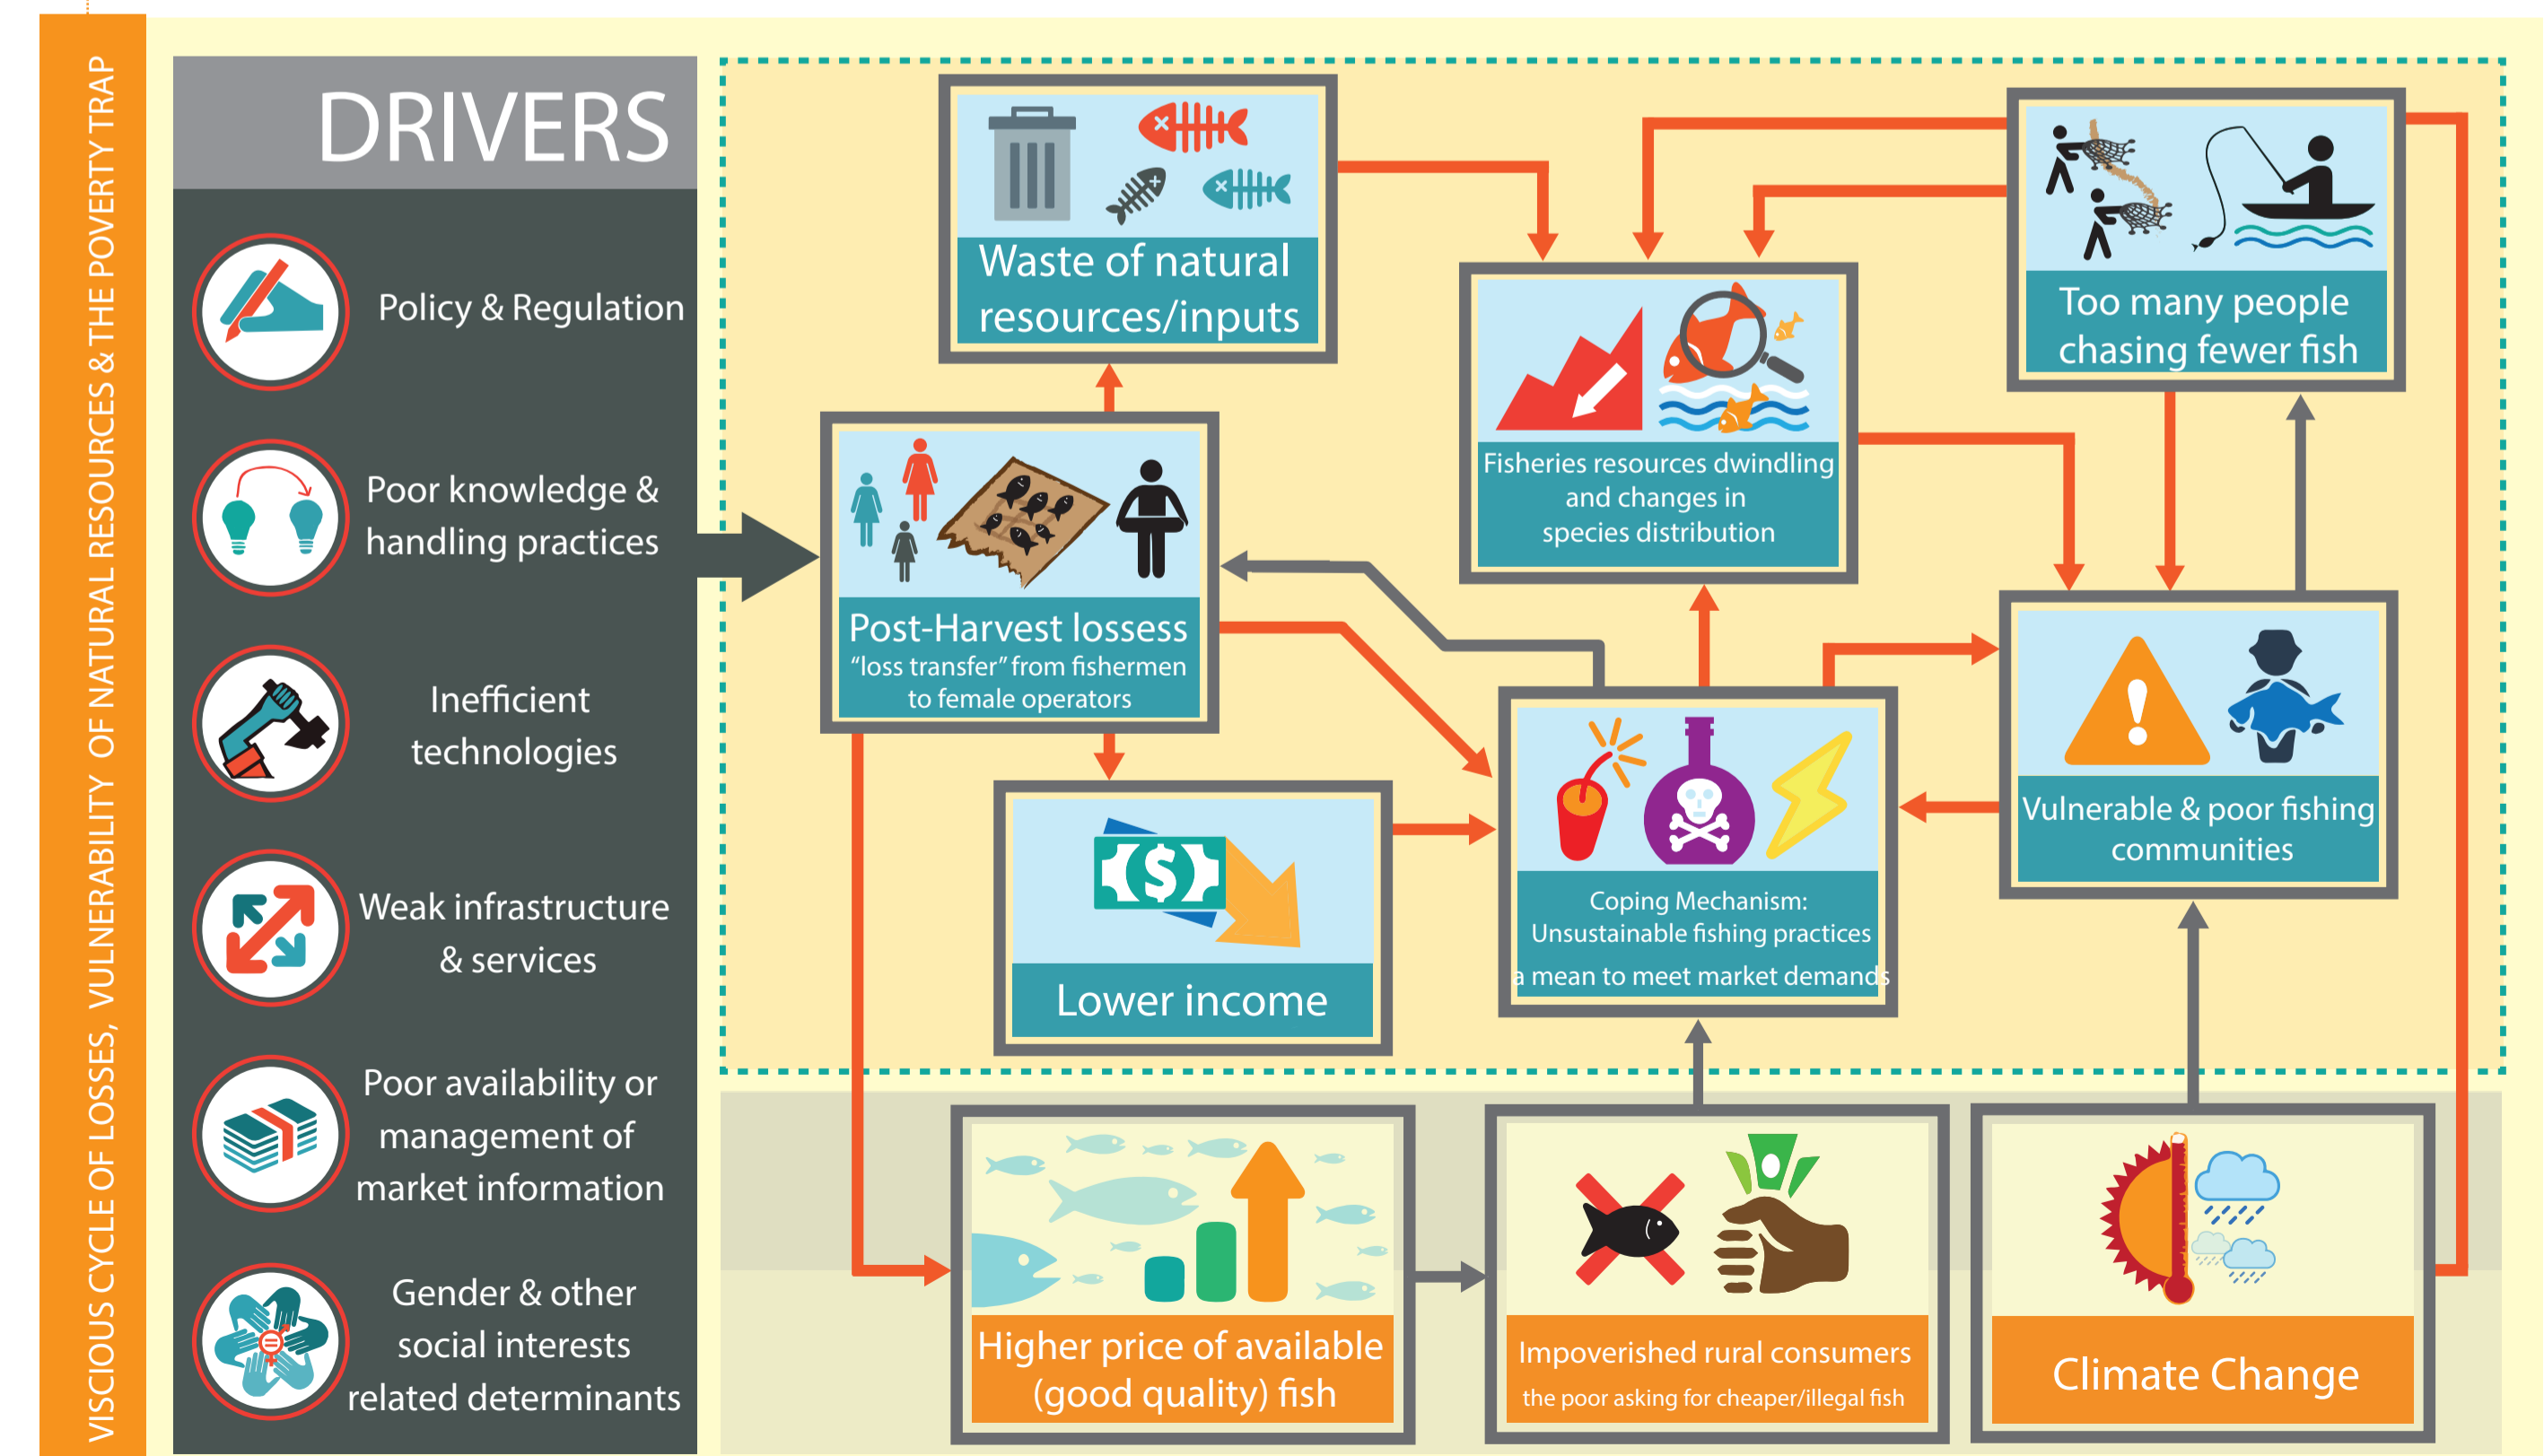 VISCIOUS CYCLE OF LOSSES, VULNERABILITY OF NATURAL RESOURCES & THE POVERTY TRAP
DRIVERS
Policy & Regulation
Poor knowledge &
handling practices
Inefficient
technologies
Weak infrastructure
& services
Poor availability or
management of
market information
Gender & other
social interests
related determinants
Waste of natural
resources/inputs
Too many people
chasing fewer fish
Fisheries resources dwindling
and changes in
species distribution
Post-Harvest lossess
“loss transfer” from fishermen
to female operators
Vulnerable & poor fishing
communities
Lower income
Coping Mechanism:
Unsustainable fishing practices
a mean to meet market demands
Higher price of available
(good quality) fish
Impoverished rural consumers
the poor asking for cheaper/illegal fish
Climate Change